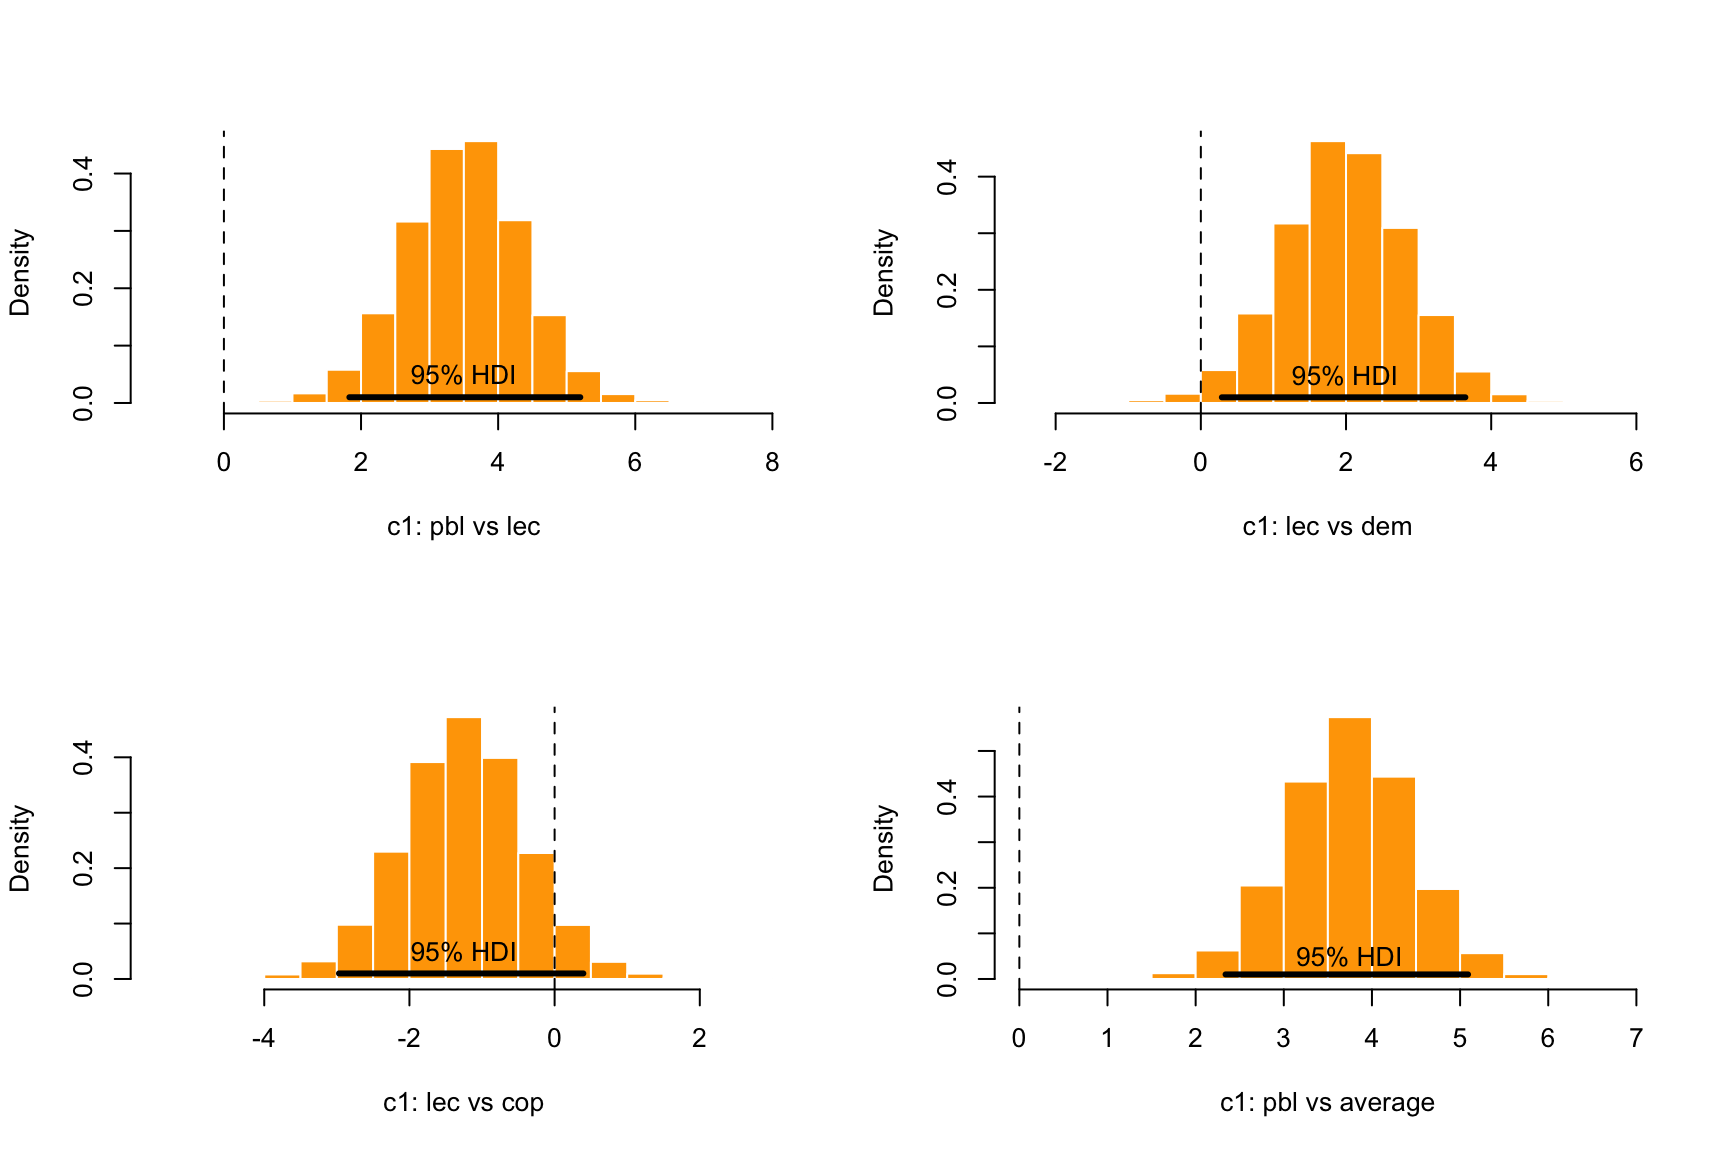 Density
0.0 0.2 0.4
95% HDI
0 2 4 6 8
c1: pbl vs lec
Density
0.0 0.2 0.4
95% HDI
-2 0 2 4 6
c1: lec vs dem
Density
0.0 0.2 0.4
95% HDI
-4 -2 0 2
c1: lec vs cop
Density
0.0 0.2 0.4
95% HDI
0 1 2 3 4 5 6 7
c1: pbl vs average